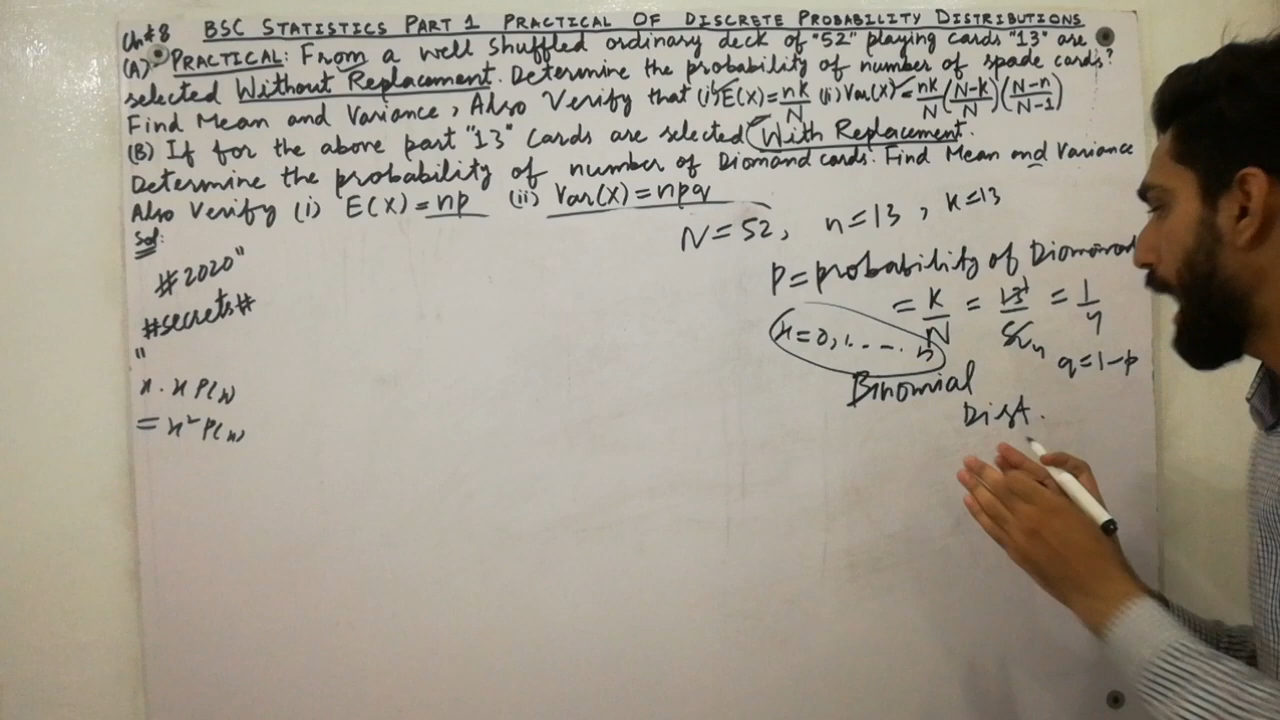 Ch#8 BSC STATISTICS PART 1 PRACTICAL OF DISCRETE PROBABILITY DISTRIBUTIONS
(A) PRACTICAL: From a well shuffled ordinary deck of "52" playing cards "13" are
selected Without Replacement. Determine the probability of number of spade cards?
Find Mean and Variance, Also Verify that (i) E(X) = nk/N (ii) Var(X) = nk/N (N-k/N)(N-n/N-1)
(B) If for the above part "13" Cards are selected With Replacement.
Determine the probability of number of Diomand cards. Find Mean and Variance
Also Verify (i) E(X) = np (ii) Var(X) = npq
Sol:
N = 52, n = 13, K = 13
#2020"
P = probability of Diomond
#secrets#
= K/N = 13/52 = 1/4
x = 0, 1 ..... n
q = 1-p
"
x . x P(x)
Binomial
= x² P(x)
Dist.